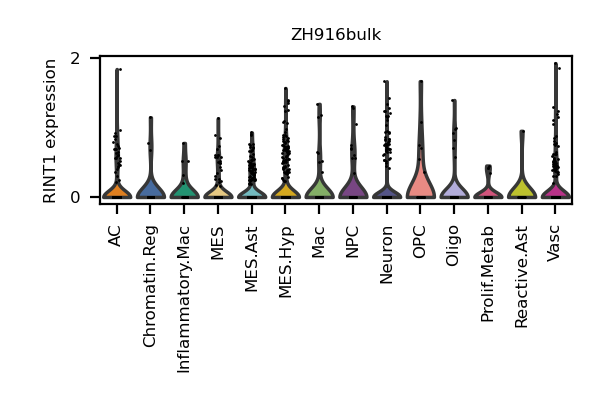 ZH916bulk
RINT1 expression
2
0
AC
Chromatin.Reg
Inflammatory.Mac
MES
MES.Ast
MES.Hyp
Mac
NPC
Neuron
OPC
Oligo
Prolif.Metab
Reactive.Ast
Vasc